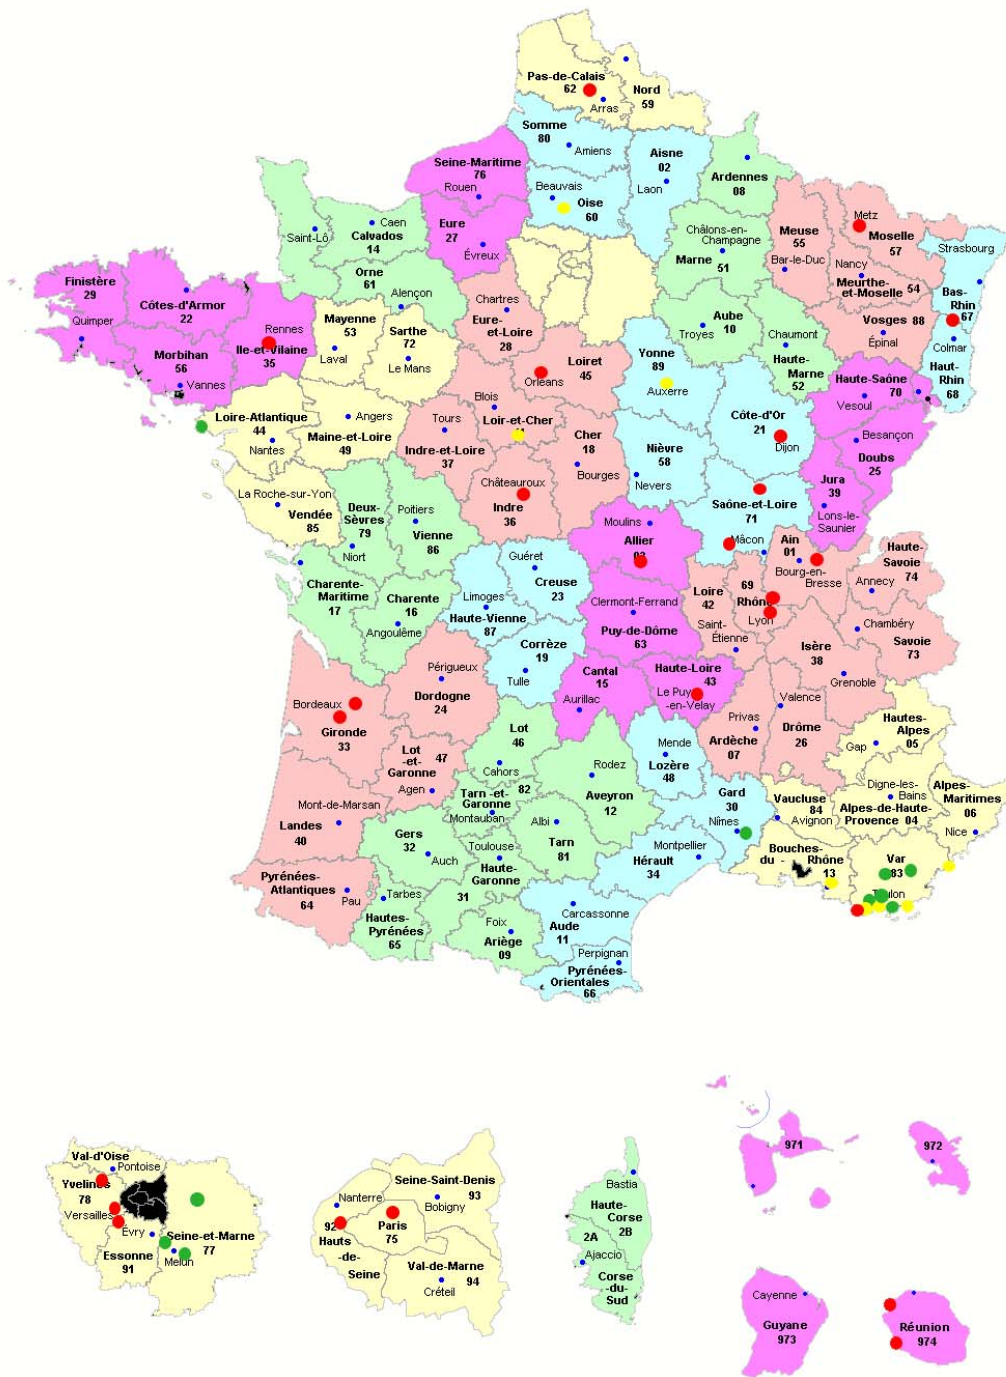 Pas-de-Calais
62
Arras
Nord
59
Somme
80
Amiens
Aisne
02
Laon
Ardennes
08
Seine-Maritime
76
Rouen
Beauvais
Oise
60
Eure
27
Évreux
Saint-Lô
Caen
Calvados
14
Orne
61
Alençon
Châlons-en-
Champagne
Marne
51
Meuse
55
Bar-le-Duc
Metz
Moselle
57
Nancy
Meurthe-
et-Moselle
54
Strasbourg
Bas-
Rhin
67
Colmar
Haut-
Rhin
68
Vosges 88
Épinal
Finistère
29
Quimper
Côtes-d'Armor
22
Morbihan
56
Vannes
Rennes
Ile-et-Vilaine
35
Mayenne
53
Laval
Sarthe
72
Le Mans
Chartres
Eure-
et-Loire
28
Aube
10
Troyes
Chaumont
Haute-
Marne
52
Loiret
45
Orléans
Yonne
89
Auxerre
Haute-Saône
70
Vesoul
Loire-Atlantique
44
Nantes
Angers
Maine-et-Loire
49
Tours
Indre-et-Loire
37
Blois
Loir-et-Cher
Cher
18
Bourges
Nièvre
58
Nevers
Côte-d'Or
21
Dijon
Besançon
Doubs
25
Jura
39
Lons-le-
Saunier
La Roche-sur-Yon
Vendée
85
Deux-
Sèvres
79
Niort
Poitiers
Vienne
86
Châteauroux
Indre
36
Saône-et-Loire
71
Mâcon
Moulins
Allier
03
Ain
01
Bourg-en-
Bresse
Haute-
Savoie
74
Annecy
Charente-
Maritime
17
Charente
16
Angoulême
Guéret
Creuse
23
Limoges
Haute-Vienne
87
Clermont-Ferrand
Puy-de-Dôme
63
Loire
42
Saint-
Étienne
69
Rhône
Lyon
Chambéry
Savoie
73
Isère
38
Grenoble
Corrèze
19
Tulle
Cantal
15
Aurillac
Haute-Loire
43
Le Puy
-en-Velay
Périgueux
Dordogne
24
Bordeaux
Gironde
33
Privas
Ardèche
07
Valence
Drôme
26
Hautes-
Alpes
05
Gap
Lot
46
Cahors
Lot
-et-
Garonne
47
Agen
Rodez
Aveyron
12
Mende
Lozère
48
Gard
30
Nîmes
Vaucluse
84
Avignon
Digne-les-
Bains
Alpes-de-Haute-
Provence 04
Alpes-
Maritimes
06
Nice
Mont-de-Marsan
Landes
40
82
Tarn -et-
Garonne
Montauban
Albi
Tarn
81
Gers
32
Auch
Toulouse
Haute-
Garonne
31
Montpellier
Hérault
34
Bouches-
du - Rhône
13
Var
83
Toulon
Pyrénées-
Atlantiques
64
Pau
Tarbes
Hautes-
Pyrénées
65
Foix
Ariège
09
Carcassonne
Aude
11
Perpignan
Pyrénées-
Orientales
66
Val-d'Oise
Pontoise
Yvelines
78
Versailles
Évry
Essonne
91
Seine-et-Marne
77
Melun
Seine-Saint-Denis
93
Nanterre
Bobigny
92
Hauts
-de-
Seine
Paris
75
Val-de-Marne
94
Créteil
Bastia
Haute-
Corse
2B
2A
Ajaccio
Corse
-du-
Sud
971
972
Cayenne
Guyane
973
Réunion
974